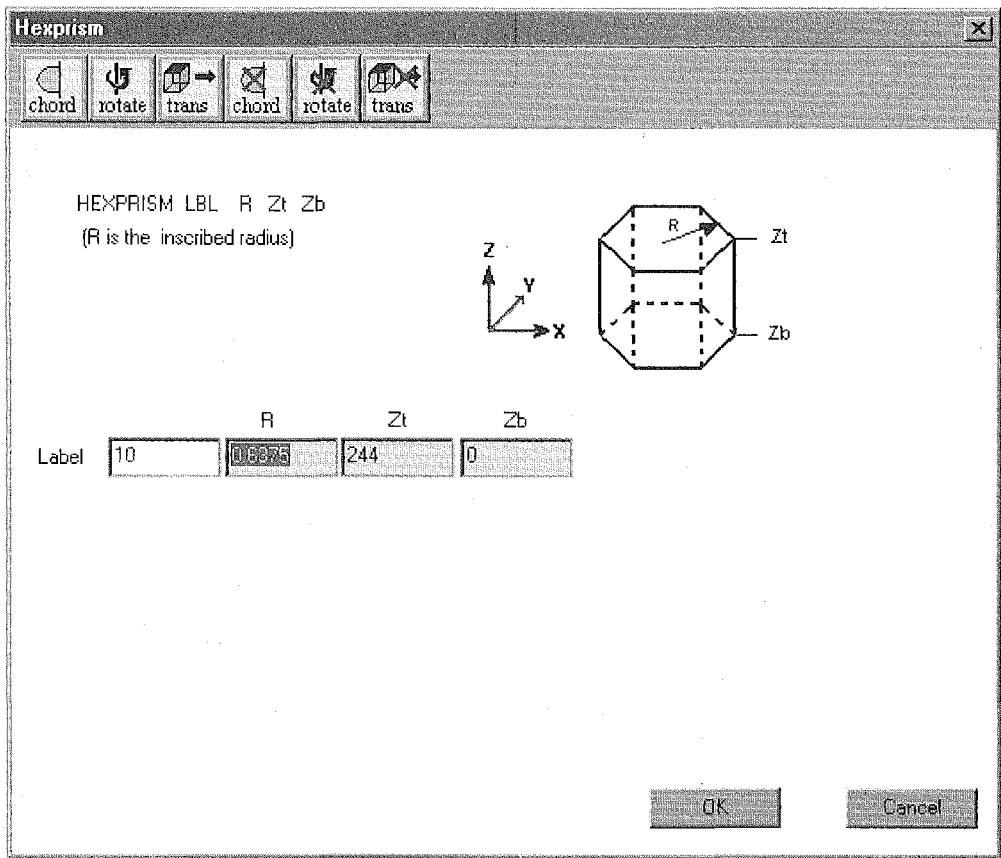 Hexprism
chord rotate trans chord rotate trans
HEXPRISM LBL R Zt Zb
(R is the inscribed radius)
R
Zt
Z
Y
X
Zb
R Zt Zb
Label 10 0.6375 244 0
OK Cancel